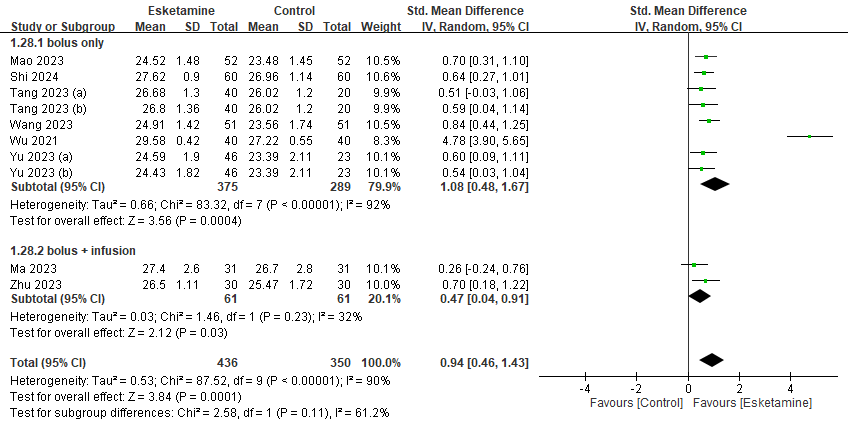 Esketamine Control Std. Mean Difference Std. Mean Difference
Study or Subgroup Mean SD Total Mean SD Total Weight IV, Random, 95% CI IV, Random, 95% CI
1.28.1 bolus only
Mao 2023 24.52 1.48 52 23.48 1.45 52 10.5% 0.70 [0.31, 1.10]
Shi 2024 27.62 0.9 60 26.96 1.14 60 10.6% 0.64 [0.27, 1.01]
Tang 2023 (a) 26.68 1.3 40 26.02 1.2 20 9.9% 0.51 [-0.03, 1.06]
Tang 2023 (b) 26.8 1.36 40 26.02 1.2 20 9.9% 0.59 [0.04, 1.14]
Wang 2023 24.91 1.42 51 23.56 1.74 51 10.4% 0.84 [0.44, 1.25]
Wu 2021 29.58 0.42 40 27.22 0.55 40 8.3% 4.78 [3.90, 5.65]
Yu 2023 (a) 24.59 1.9 46 23.39 2.11 23 10.0% 0.60 [0.09, 1.11]
Yu 2023 (b) 24.43 1.82 46 23.39 2.11 23 10.1% 0.54 [0.03, 1.04]
Subtotal (95% CI) 375 289 79.9% 1.08 [0.48, 1.67]
Heterogeneity: Tau² = 0.66; Chi² = 83.32, df = 7 (P < 0.00001); I² = 92%
Test for overall effect: Z = 3.56 (P = 0.0004)
1.28.2 bolus + infusion
Ma 2023 27.4 2.6 31 26.7 2.8 31 10.1% 0.26 [-0.24, 0.76]
Zhu 2023 26.5 1.11 30 25.47 1.72 30 10.0% 0.70 [0.18, 1.22]
Subtotal (95% CI) 61 61 20.1% 0.47 [0.04, 0.91]
Heterogeneity: Tau² = 0.03; Chi² = 1.46, df = 1 (P = 0.23); I² = 32%
Test for overall effect: Z = 2.12 (P = 0.03)
Total (95% CI) 436 350 100.0% 0.94 [0.46, 1.43]
Heterogeneity: Tau² = 0.53; Chi² = 87.52, df = 9 (P < 0.00001); I² = 90%
Test for overall effect: Z = 3.84 (P = 0.0001)
Test for subgroup differences: Chi² = 2.58, df = 1 (P = 0.11), I² = 61.2%
-4 -2 0 2 4
Favours [Control] Favours [Esketamine]